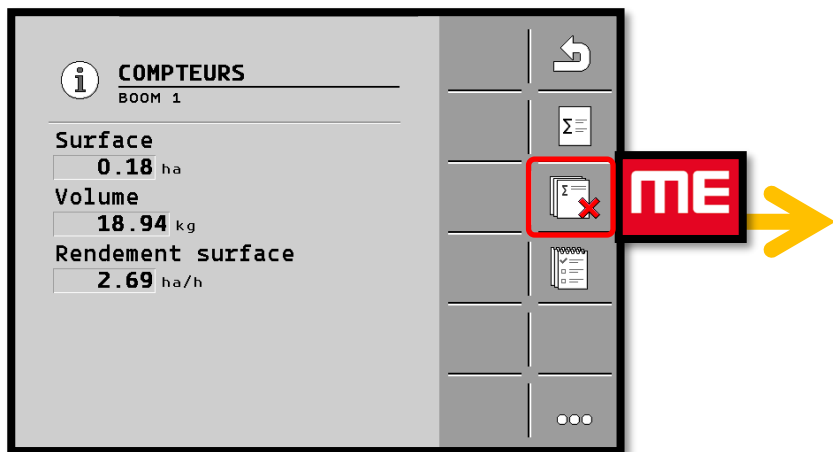 COMPTEURS
BOOM 1
Surface
0.18 ha
Volume
18.94 kg
Rendement surface
2.69 ha/h
Σ
Σ
ME